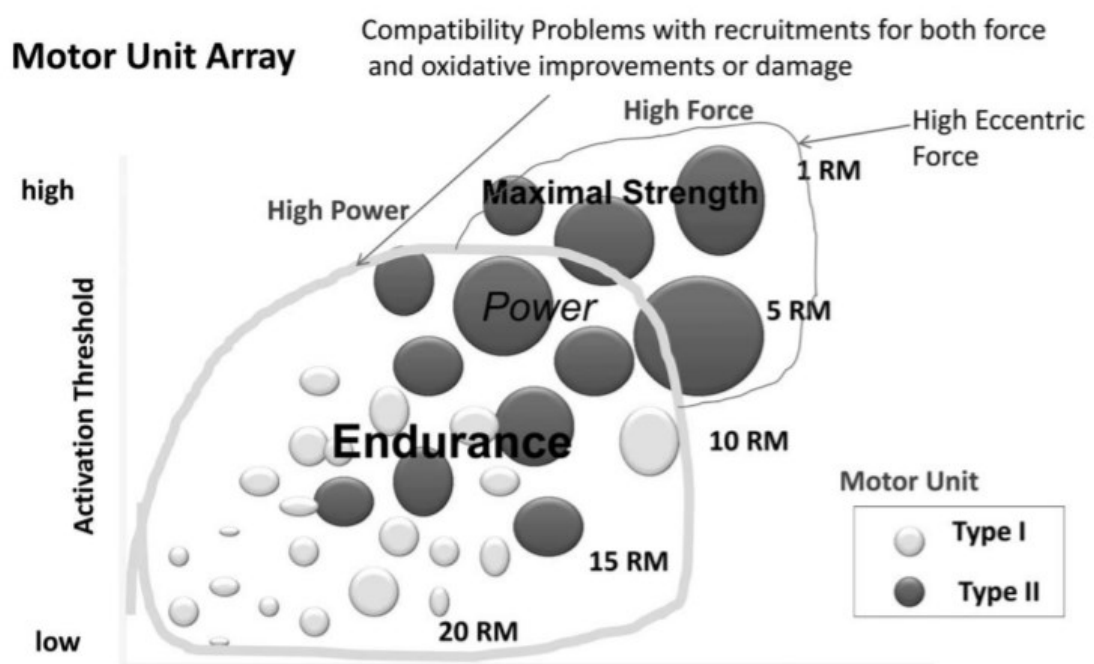 Compatibility Problems with recruitments for both force
and oxidative improvements or damage
Motor Unit Array
High Force
High Eccentric
Force
high
Maximal Strength
1 RM
High Power
Power
5 RM
Activation Threshold
Endurance
10 RM
Motor Unit
Type I
15 RM
Type II
20 RM
low